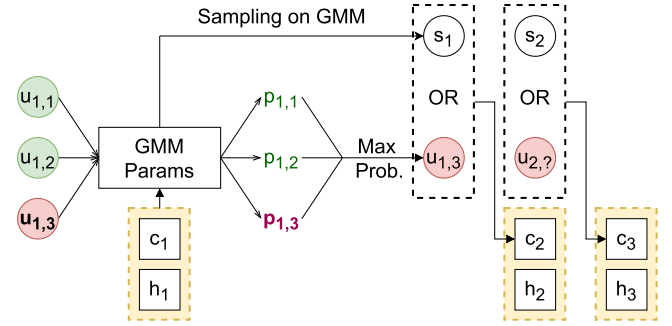 Sampling on GMM
s1
s2
u1,1
p1,1
OR
OR
u1,2
GMM
Params
p1,2
Max
Prob.
u1,3
u2,?
u1,3
p1,3
c1
c2
c3
h1
h2
h3